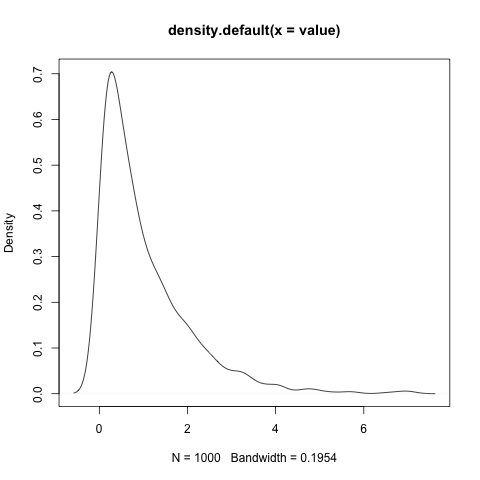 density.default(x = value)
0.7
0.6
0.5
0.4
0.3
0.2
0.1
0.0
Density
0 2 4 6
N = 1000 Bandwidth = 0.1954